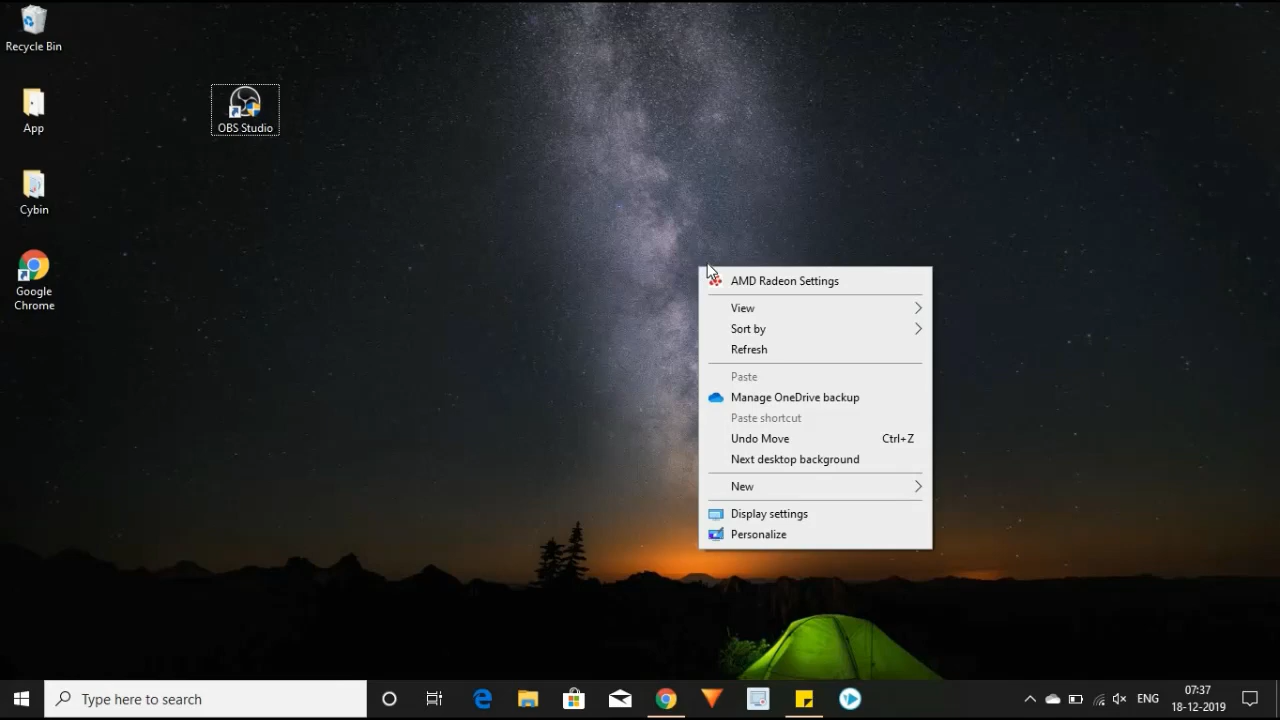 Recycle Bin
App
Cybin
Google
Chrome
OBS Studio
AMD Radeon Settings
View
Sort by
Refresh
Paste
Manage OneDrive backup
Paste shortcut
Undo Move Ctrl+Z
Next desktop background
New
Display settings
Personalize
Type here to search
ENG
07:37
18-12-2019